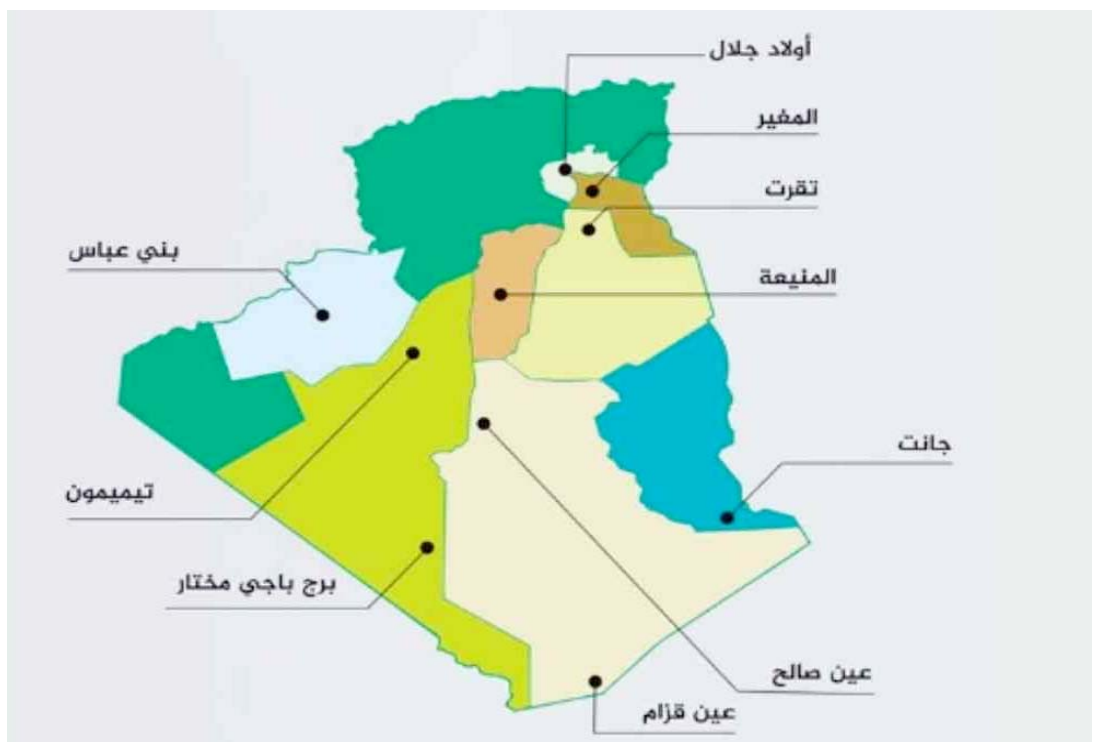 أولاد جلال
المغير
تقرت
بني عباس
المنيعة
جانت
تيميمون
برج باجي مختار
عين صالح
عين قزام